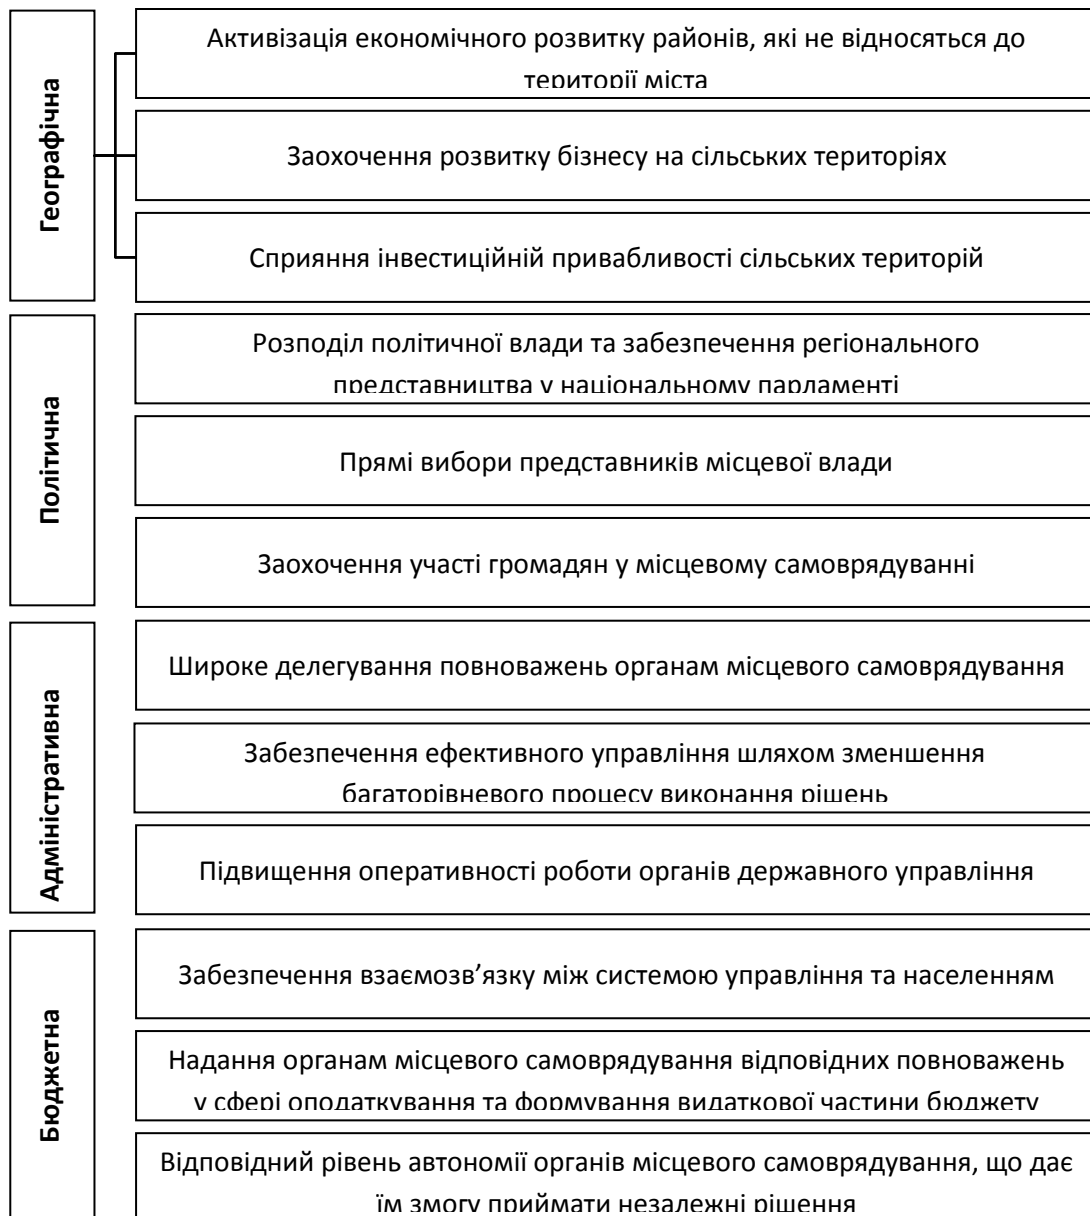 Географічна
Активізація економічного розвитку районів, які не відносяться до
території міста
Заохочення розвитку бізнесу на сільських територіях
Сприяння інвестиційній привабливості сільських територій
Політична
Розподіл політичної влади та забезпечення регіонального
представництва у національному парламенті
Прямі вибори представників місцевої влади
Заохочення участі громадян у місцевому самоврядуванні
Адміністративна
Широке делегування повноважень органам місцевого самоврядування
Забезпечення ефективного управління шляхом зменшення
багаторівневого процесу виконання рішень
Підвищення оперативності роботи органів державного управління
Бюджетна
Забезпечення взаємозв’язку між системою управління та населенням
Надання органам місцевого самоврядування відповідних повноважень
у сфері оподаткування та формування видаткової частини бюджету
Відповідний рівень автономії органів місцевого самоврядування, що дає
їм змогу приймати незалежні рішення